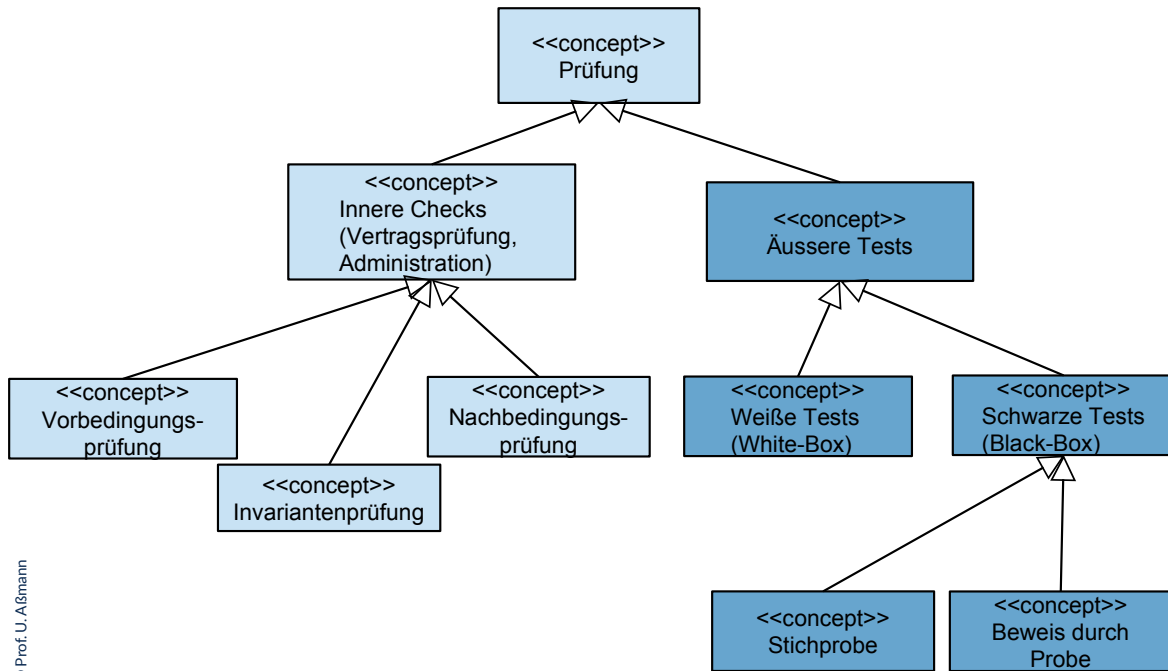 <<concept>>
Prüfung
<<concept>>
Innere Checks
(Vertragsprüfung,
Administration)
<<concept>>
Äussere Tests
<<concept>>
Vorbedingungs-
prüfung
<<concept>>
Nachbedingungs-
prüfung
<<concept>>
Invariantenprüfung
<<concept>>
Weiße Tests
(White-Box)
<<concept>>
Schwarze Tests
(Black-Box)
<<concept>>
Stichprobe
<<concept>>
Beweis durch
Probe
Prof. U. Aßmann